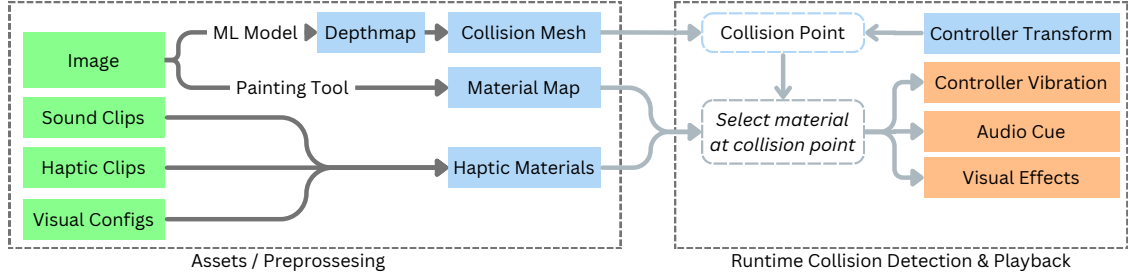 Image
ML Model
Depthmap
Collision Mesh
Painting Tool
Material Map
Sound Clips
Haptic Clips
Visual Configs
Haptic Materials
Assets / Preprossesing
Collision Point
Controller Transform
Select material
at collision point
Controller Vibration
Audio Cue
Visual Effects
Runtime Collision Detection & Playback